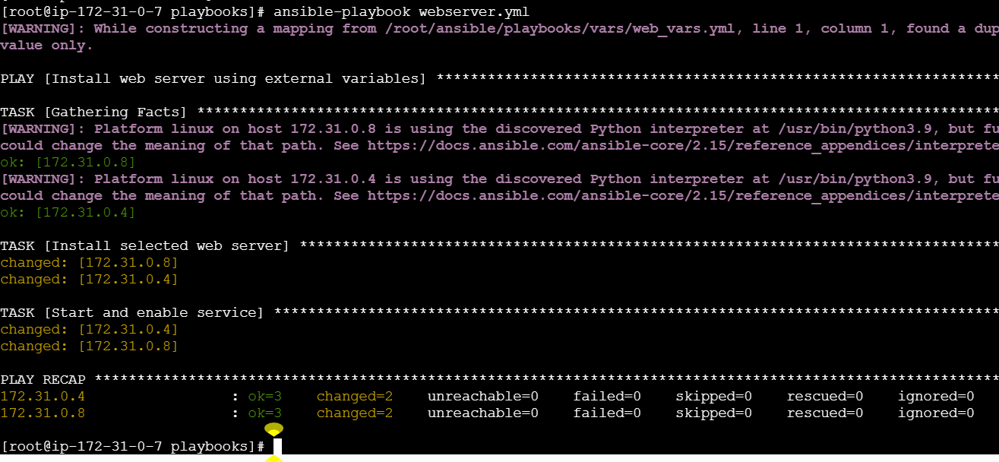 [root@ip-172-31-0-7 playbooks]# ansible-playbook webserver.yml
[WARNING]: While constructing a mapping from /root/ansible/playbooks/vars/web_vars.yml, line 1, column 1, found a dup
value only.
PLAY [Install web server using external variables] ******************************************************************
TASK [Gathering Facts] **********************************************************************************************
[WARNING]: Platform linux on host 172.31.0.8 is using the discovered Python interpreter at /usr/bin/python3.9, but fu
could change the meaning of that path. See https://docs.ansible.com/ansible-core/2.15/reference_appendices/interprete
ok: [172.31.0.8]
[WARNING]: Platform linux on host 172.31.0.4 is using the discovered Python interpreter at /usr/bin/python3.9, but fu
could change the meaning of that path. See https://docs.ansible.com/ansible-core/2.15/reference_appendices/interprete
ok: [172.31.0.4]
TASK [Install selected web server] **********************************************************************************
changed: [172.31.0.8]
changed: [172.31.0.4]
TASK [Start and enable service] *************************************************************************************
changed: [172.31.0.4]
changed: [172.31.0.8]
PLAY RECAP **********************************************************************************************************
172.31.0.4                 : ok=3    changed=2    unreachable=0    failed=0    skipped=0    rescued=0    ignored=0
172.31.0.8                 : ok=3    changed=2    unreachable=0    failed=0    skipped=0    rescued=0    ignored=0
[root@ip-172-31-0-7 playbooks]#